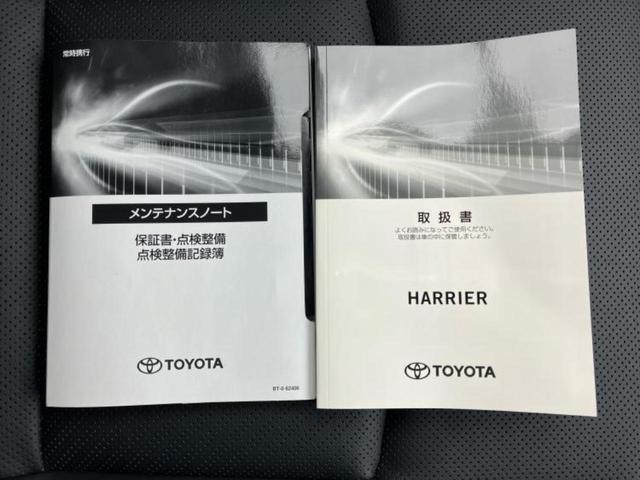 常時携行
メンテナンスノート
保証書・点検整備
点検整備記録簿
TOYOTA
取扱書
よくお読みになってご使用ください。
取扱書は車の中に保管しましょう。
HARRIER
TOYOTA